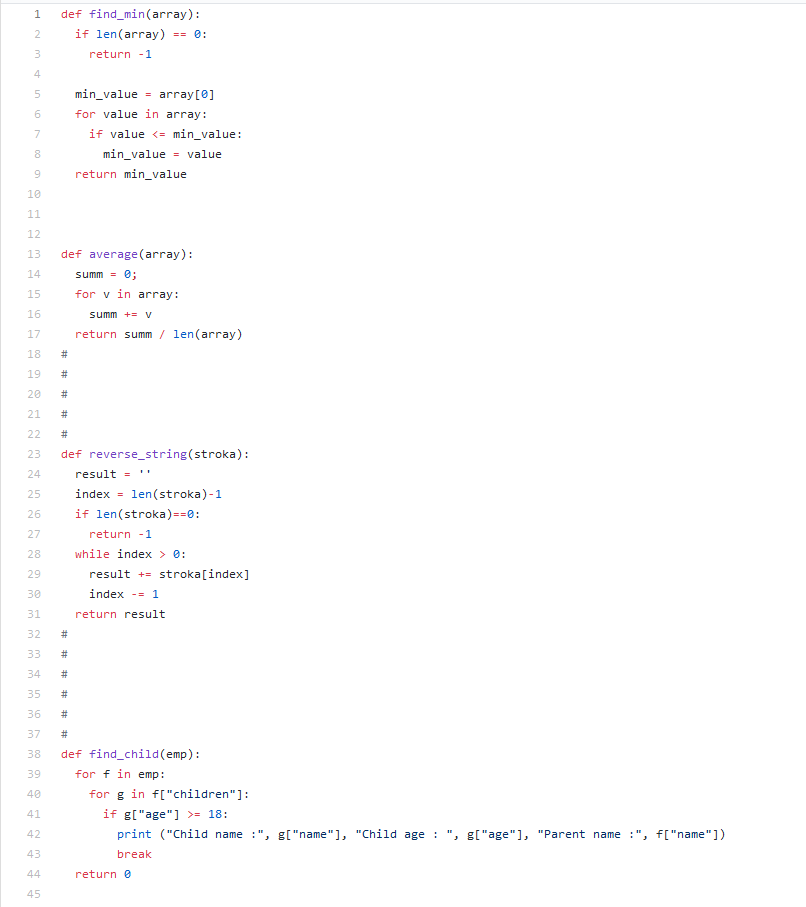 1 def find_min(array):
2   if len(array) == 0:
3     return -1
4
5   min_value = array[0]
6   for value in array:
7     if value <= min_value:
8       min_value = value
9   return min_value
10
11
12
13 def average(array):
14   summ = 0;
15   for v in array:
16     summ += v
17   return summ / len(array)
18 #
19 #
20 #
21 #
22 #
23 def reverse_string(stroka):
24   result = ''
25   index = len(stroka)-1
26   if len(stroka)==0:
27     return -1
28   while index > 0:
29     result += stroka[index]
30     index -= 1
31   return result
32 #
33 #
34 #
35 #
36 #
37 #
38 def find_child(emp):
39   for f in emp:
40     for g in f["children"]:
41       if g["age"] >= 18:
42         print ("Child name :", g["name"], "Child age : ", g["age"], "Parent name :", f["name"])
43         break
44   return 0
45